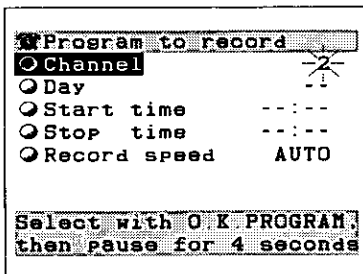 Program to record
Channel 2
Day --
Start time --:--
Stop time --:--
Record speed AUTO
Select with O.K PROGRAM,
then pause for 4 seconds